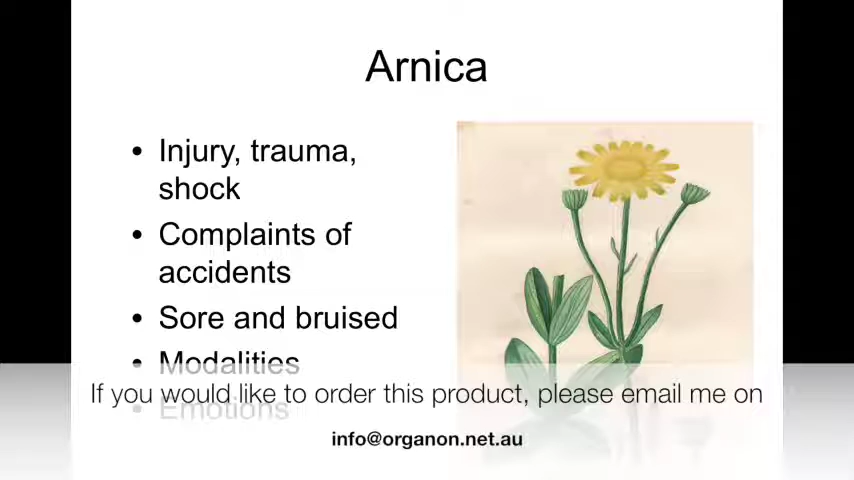 Arnica
• Injury, trauma,
shock
• Complaints of
accidents
• Sore and bruised
• Modalities
If you would like to order this product, please email me on
• Emotions
info@organon.net.au